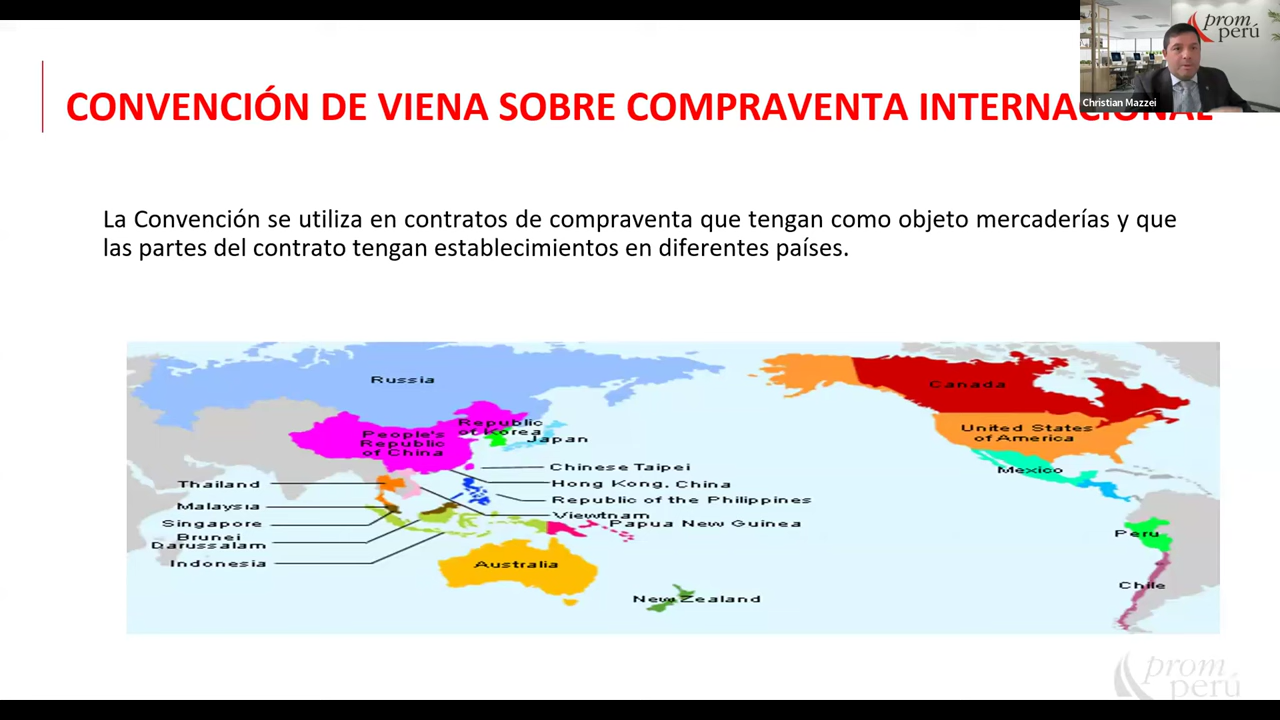 prom
perú
Christian Mazzei
CONVENCIÓN DE VIENA SOBRE COMPRAVENTA INTERNACIONAL
La Convención se utiliza en contratos de compraventa que tengan como objeto mercaderías y que
las partes del contrato tengan establecimientos en diferentes países.
Russia
Canada
Republic
of Korea
People's
Republic
of China
Japan
United States
of America
Chinese Taipei
Mexico
Hong Kong, China
Thailand
Republic of the Philippines
Malaysia
Viewtnam
Singapore
Papua New Guinea
Brunei
Darussalam
Peru
Indonesia
Australia
Chile
New Zealand
prom
perú